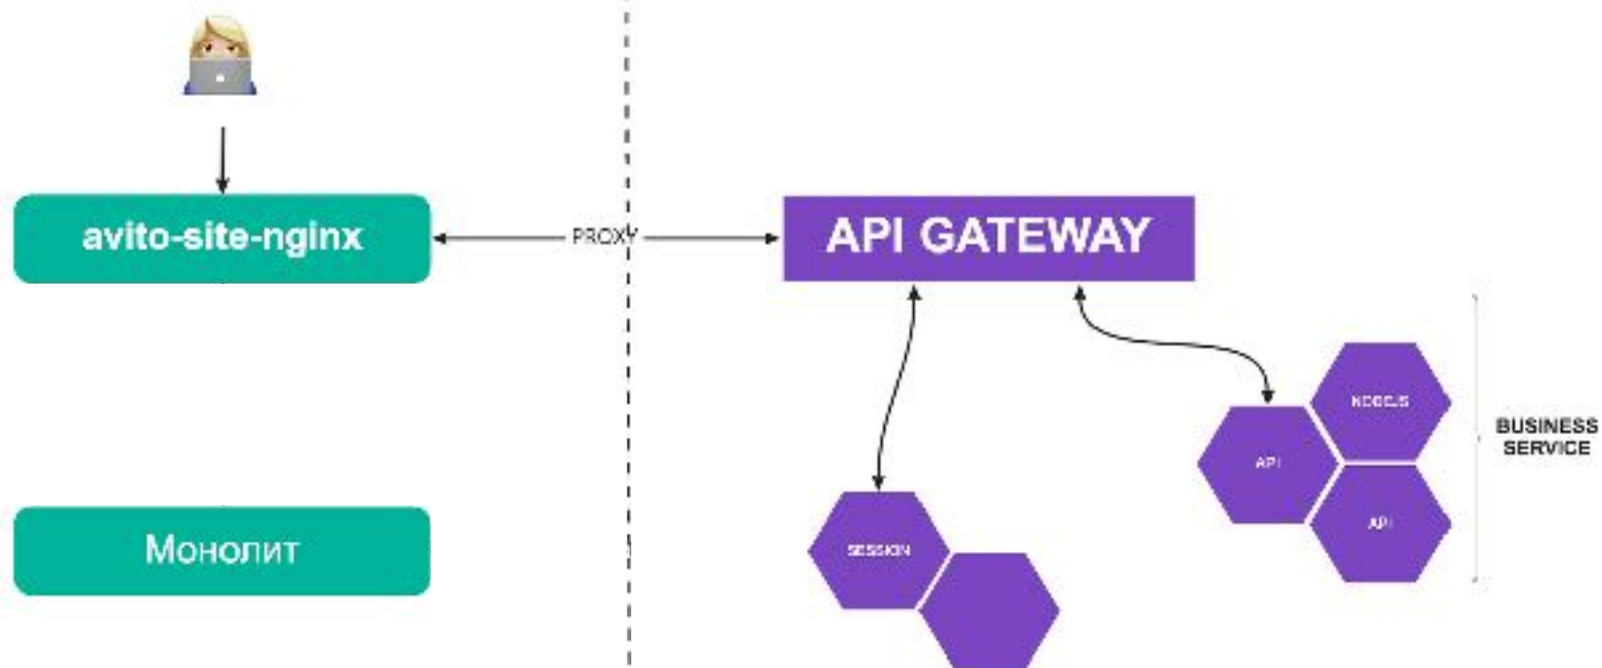 avito-site-nginx
PROXY
API GATEWAY
NODEJS
API
API
BUSINESS
SERVICE
SESSION
Монолит